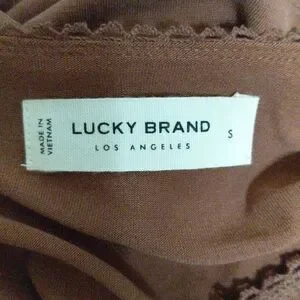 MADE IN
VIETNAM
LUCKY BRAND
LOS ANGELES
S